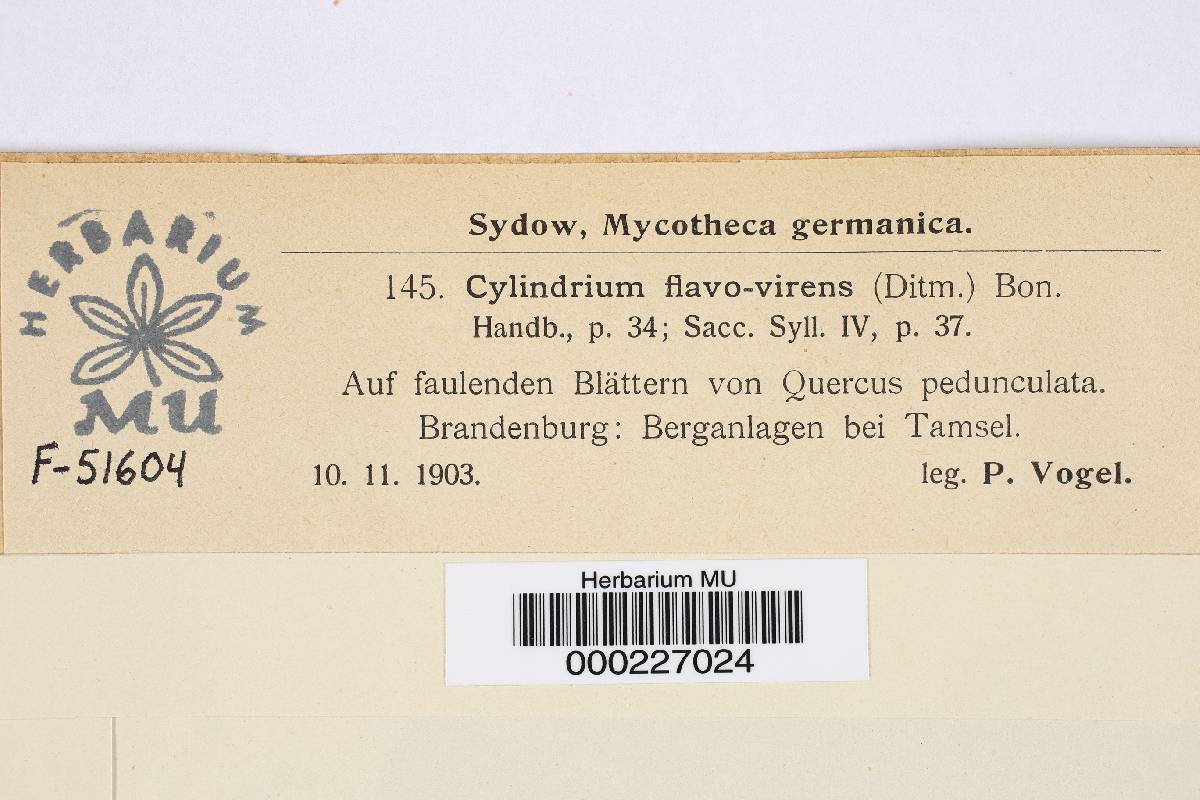 Sydow, Mycotheca germanica.
145. Cylindrium flavo-virens (Ditm.) Bon.
Handb., p. 34; Sacc. Syll. IV, p. 37.
Auf faulenden Blättern von Quercus pedunculata.
Brandenburg: Berganlagen bei Tamsel.
10. 11. 1903. leg. P. Vogel.
HERBARIUM
MU
F-51604
Herbarium MU
000227024